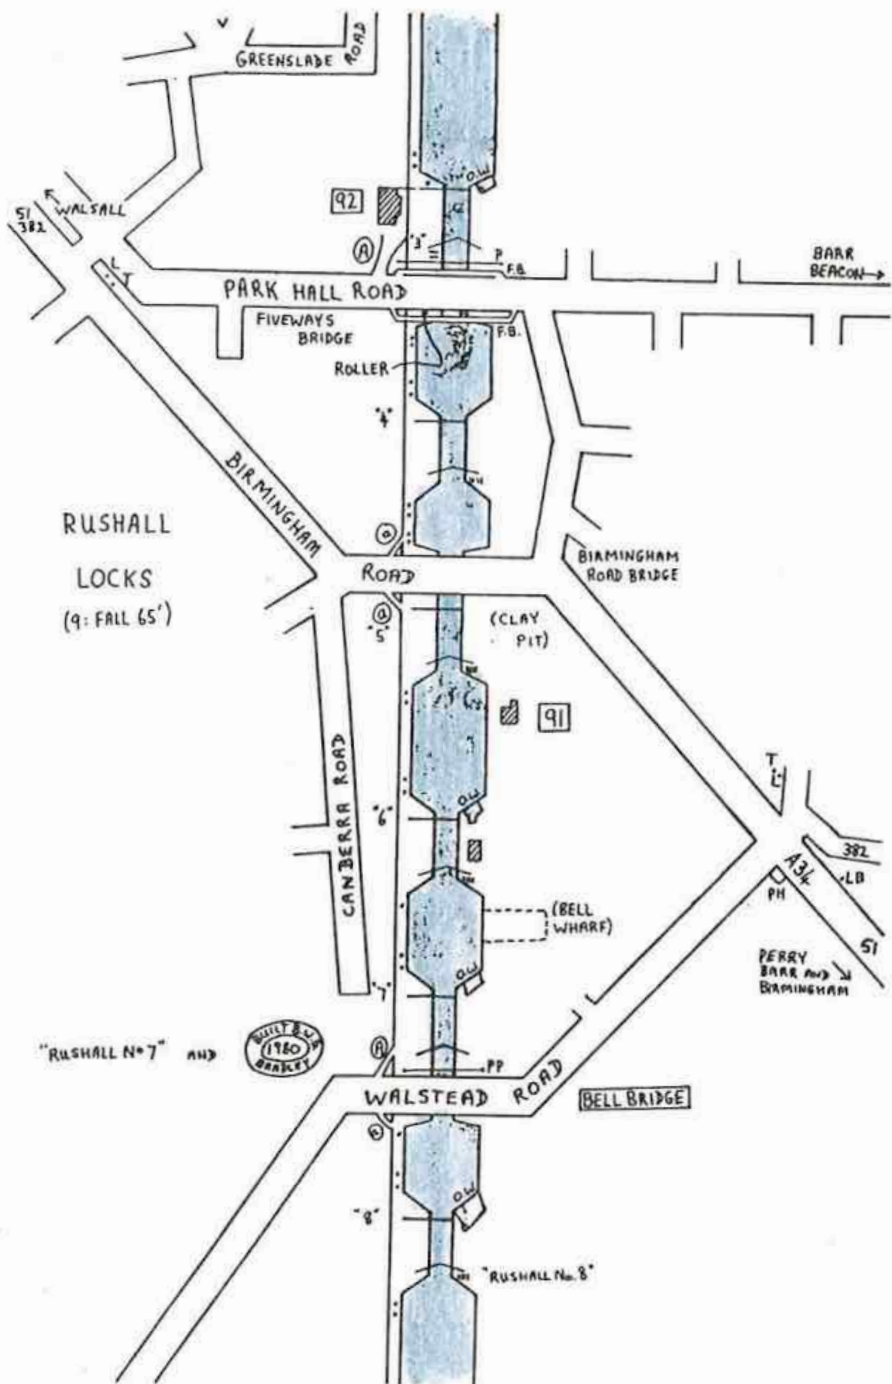 V
GREENSLADE ROAD
O.W
WALSALL
51
382
92
"3"
A
P
F.B.
BARR
BEACON
L
T
PARK HALL ROAD
FIVEWAYS
BRIDGE
F.B.
ROLLER
"4"
BIRMINGHAM
ROAD
RUSHALL
LOCKS
(9: FALL 65')
a
BIRMINGHAM
ROAD BRIDGE
a
"5"
(CLAY
PIT)
91
CANBERRA ROAD
O.W
"6"
T
L
382
A34
LB
PH
51
(BELL
WHARF)
PERRY
BARR AND
BIRMINGHAM
O.W
"7"
"RUSHALL No 7" AND
BUILT B.W.B
1980
BRADLEY
A
PP
WALSTEAD ROAD
BELL BRIDGE
a
O.W
"8"
"RUSHALL No. 8"